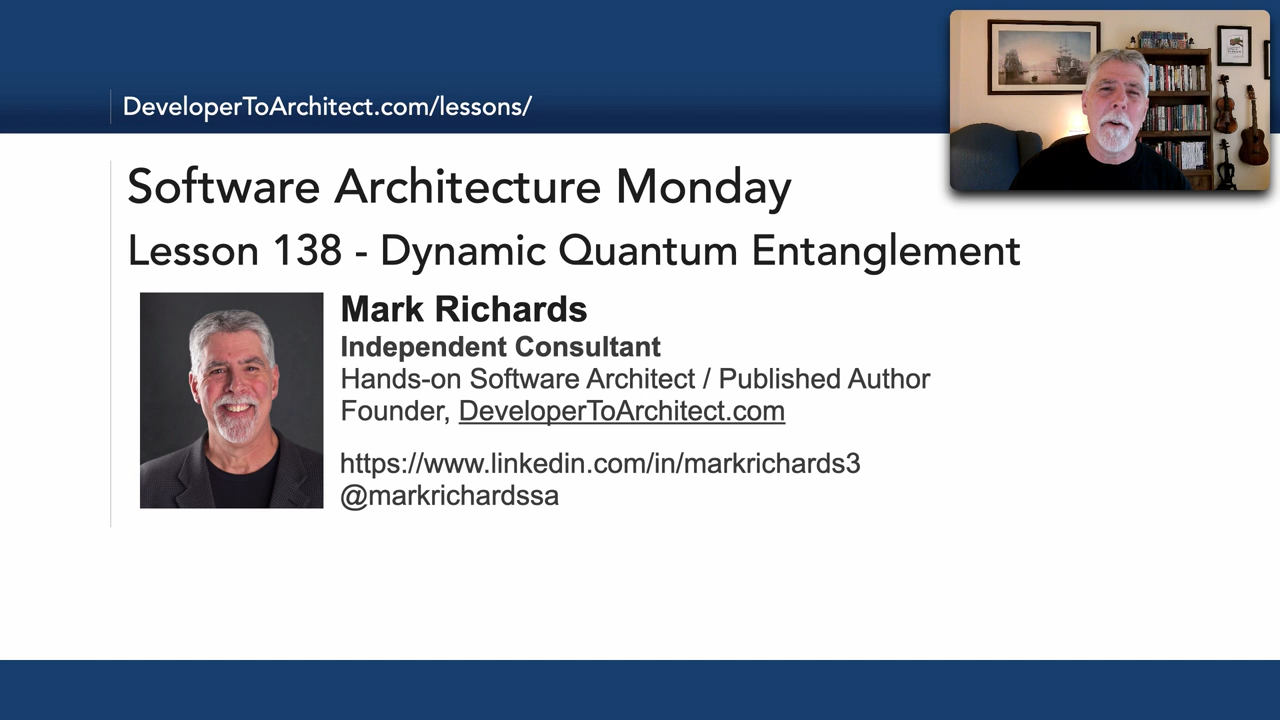 DeveloperToArchitect.com/lessons/
Software Architecture Monday
Lesson 138 - Dynamic Quantum Entanglement
Mark Richards
Independent Consultant
Hands-on Software Architect / Published Author
Founder, DeveloperToArchitect.com
https://www.linkedin.com/in/markrichards3
@markrichardssa